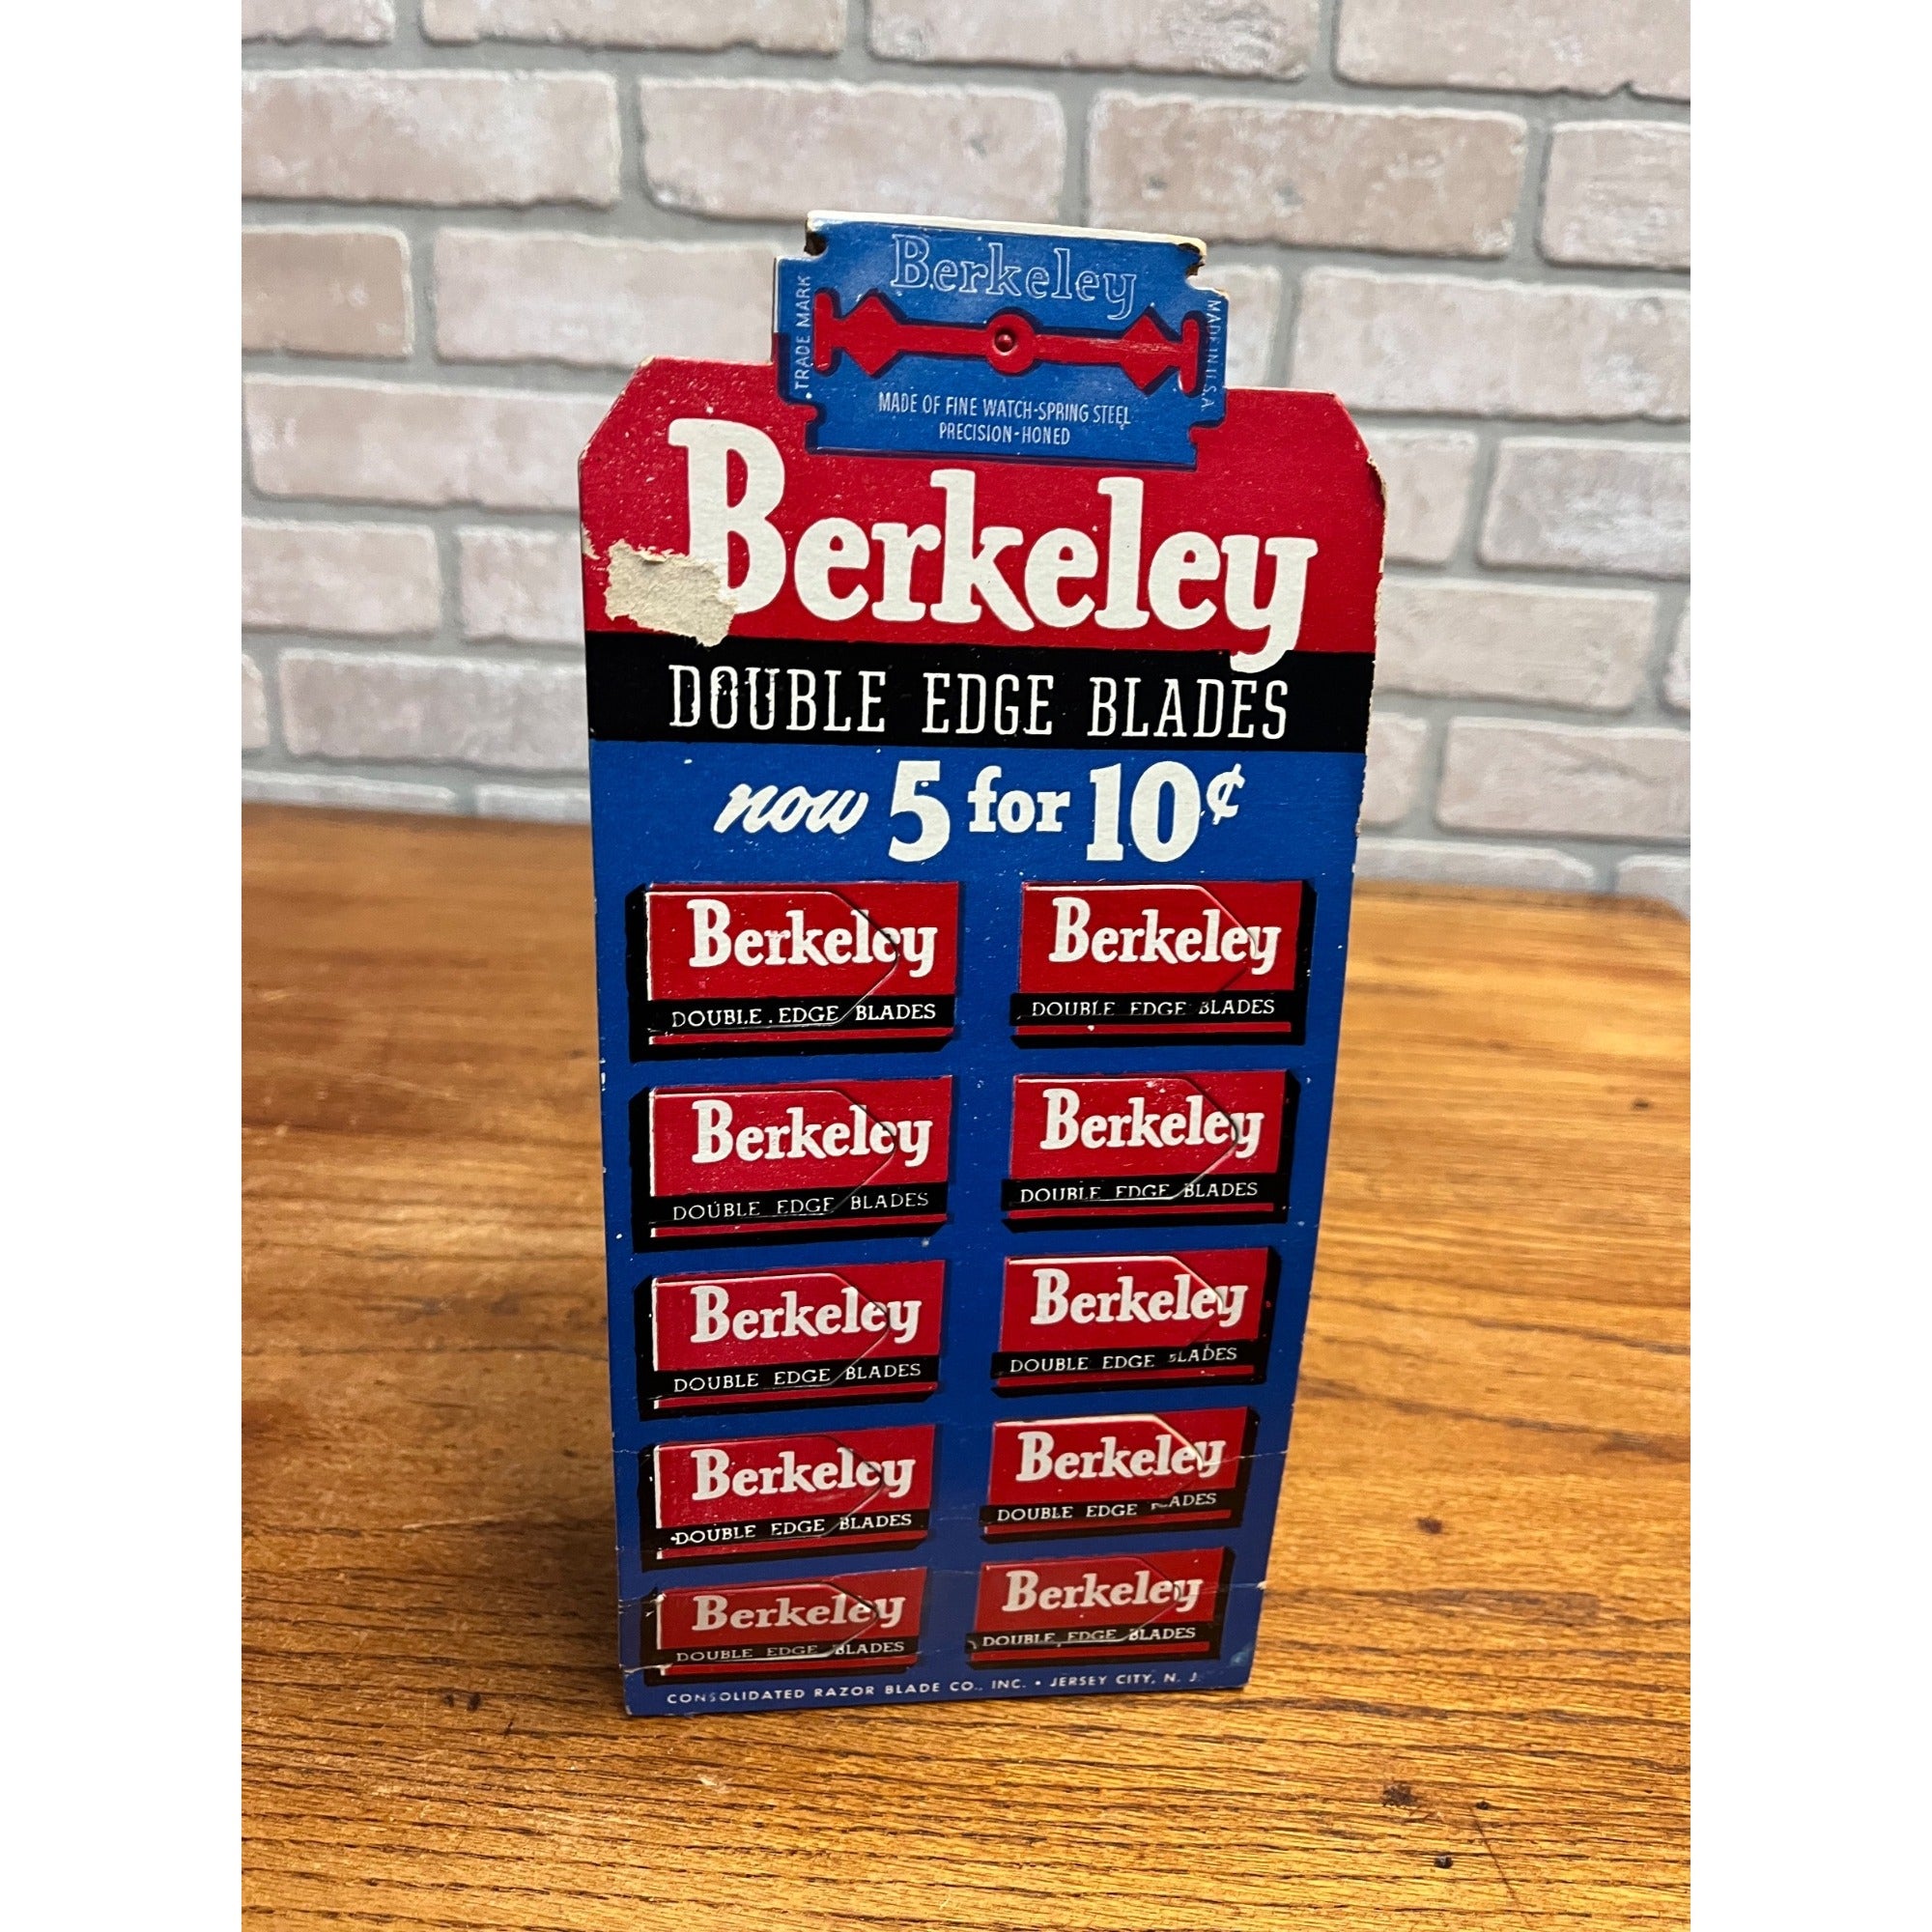 Berkeley
TRADE MARK
MADE IN U.S.A.
MADE OF FINE WATCH-SPRING STEEL
PRECISION-HONED
Berkeley
DOUBLE EDGE BLADES
now 5 for 10¢
Berkeley
DOUBLE EDGE BLADES
Berkeley
DOUBLE EDGE BLADES
Berkeley
DOUBLE EDGE BLADES
Berkeley
DOUBLE EDGE BLADES
Berkeley
DOUBLE EDGE BLADES
Berkeley
DOUBLE EDGE BLADES
Berkeley
DOUBLE EDGE BLADES
Berkeley
DOUBLE EDGE BLADES
Berkeley
DOUBLE EDGE BLADES
Berkeley
DOUBLE EDGE BLADES
CONSOLIDATED RAZOR BLADE CO., INC. • JERSEY CITY, N. J.